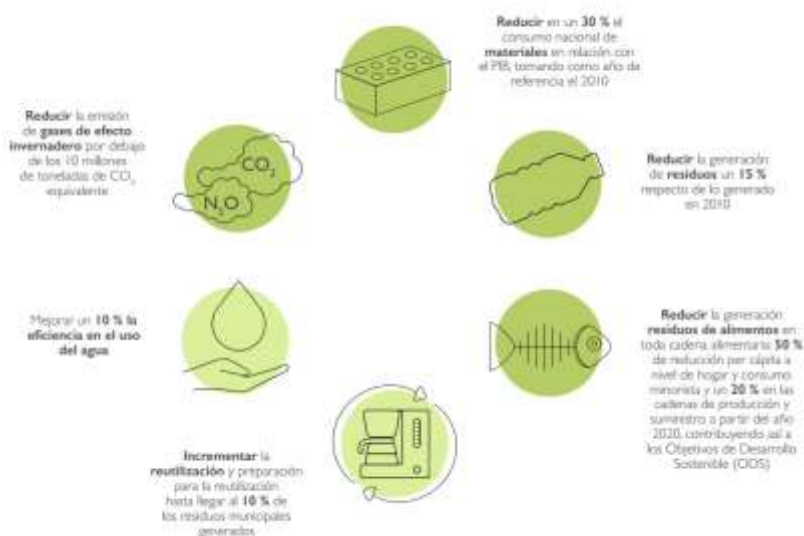 Reducir en un 30 % el
consumo nacional de
materiales en relación con
el PIB, tomando como año de
referencia el 2010
Reducir la emisión
de gases de efecto
invernadero por debajo
de los 10 millones
de toneladas de CO2
equivalente
CO2
N2O
Reducir la generación
de residuos un 15 %
respecto de lo generado
en 2010
Mejorar un 10 % la
eficiencia en el uso
del agua
Reducir la generación
residuos de alimentos en
toda cadena alimentaria: 50 %
de reducción per cápita a
nivel de hogar y consumo
minorista y un 20 % en las
cadenas de producción y
suministro a partir del año
2020, contribuyendo así a
los Objetivos de Desarrollo
Sostenible (ODS)
Incrementar la
reutilización y preparación
para la reutilización
hasta llegar al 10 % de
los residuos municipales
generados